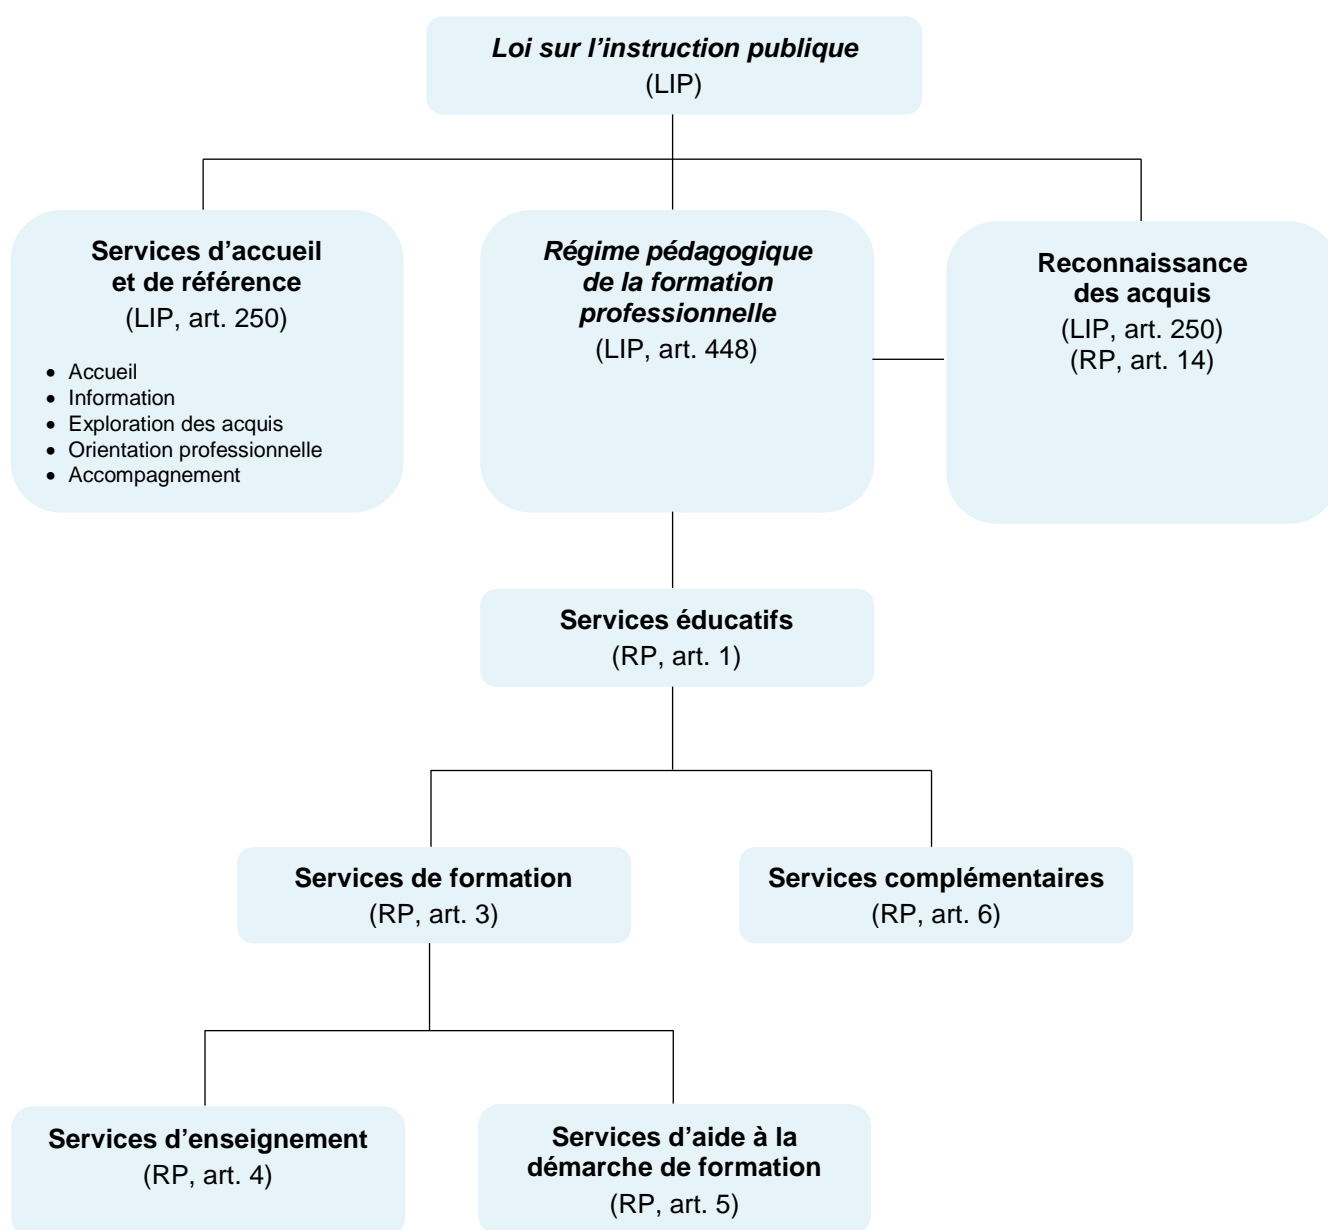 Loi sur l’instruction publique
(LIP)
Services d’accueil
et de référence
(LIP, art. 250)
• Accueil
• Information
• Exploration des acquis
• Orientation professionnelle
• Accompagnement
Régime pédagogique
de la formation
professionnelle
(LIP, art. 448)
Reconnaissance
des acquis
(LIP, art. 250)
(RP, art. 14)
Services éducatifs
(RP, art. 1)
Services de formation
(RP, art. 3)
Services complémentaires
(RP, art. 6)
Services d’enseignement
(RP, art. 4)
Services d’aide à la
démarche de formation
(RP, art. 5)